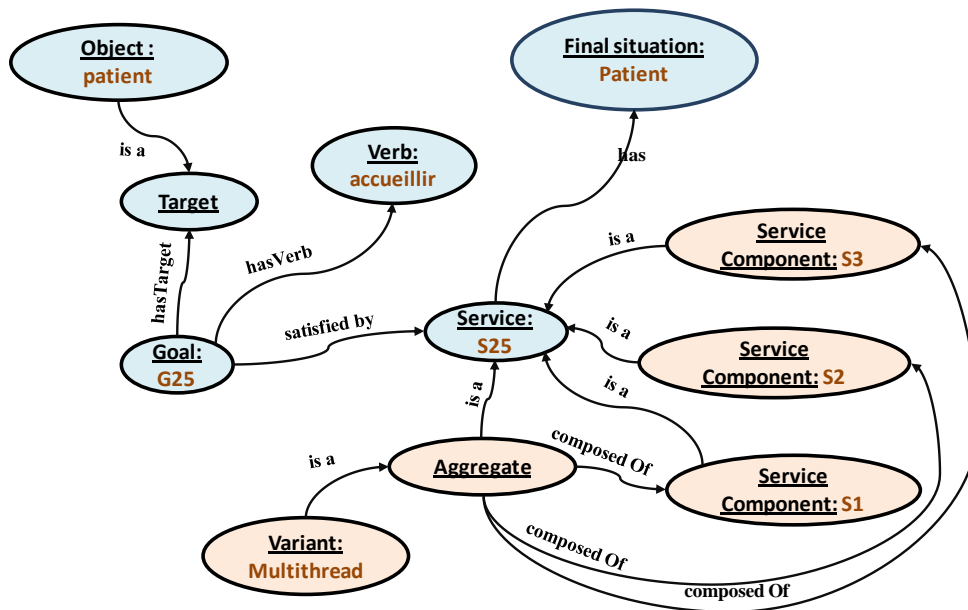 Object :
patient
Final situation:
Patient
is a
has
Verb:
accueillir
Target
hasTarget
hasVerb
is a
Service
Component: S3
satisfied by
Service:
S25
Goal:
G25
is a
Service
Component: S2
is a
is a
composed Of
is a
Aggregate
Service
Component: S1
Variant:
Multithread
composed Of
composed Of